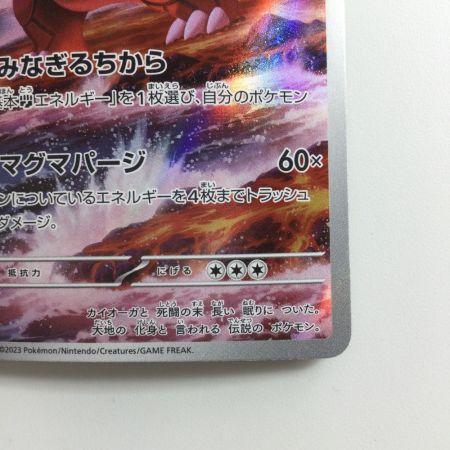 みなぎるちから
本闘エネルギー」を1枚選び、自分のポケモン
マグマパージ 60×
ンについているエネルギーを4枚までトラッシュ
ダメージ。
抵抗力 にげる
カイオーガと 死闘の末 長い 眠りに ついた。
大地の 化身と 言われる 伝説の ポケモン。
©2023 Pokémon/Nintendo/Creatures/GAME FREAK.